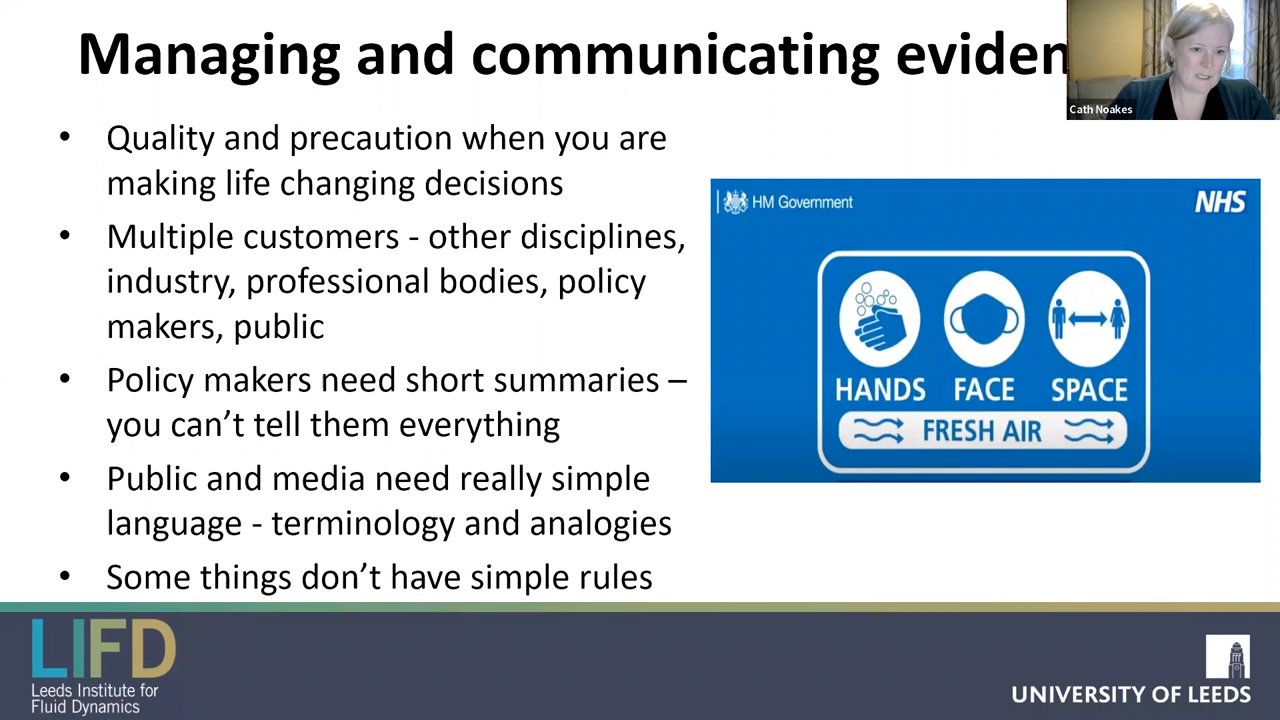 Managing and communicating eviden
Cath Noakes
• Quality and precaution when you are
making life changing decisions
• Multiple customers - other disciplines,
industry, professional bodies, policy
makers, public
• Policy makers need short summaries –
you can’t tell them everything
• Public and media need really simple
language - terminology and analogies
• Some things don’t have simple rules
HM Government
NHS
HANDS FACE SPACE
FRESH AIR
LIFD
Leeds Institute for
Fluid Dynamics
UNIVERSITY OF LEEDS